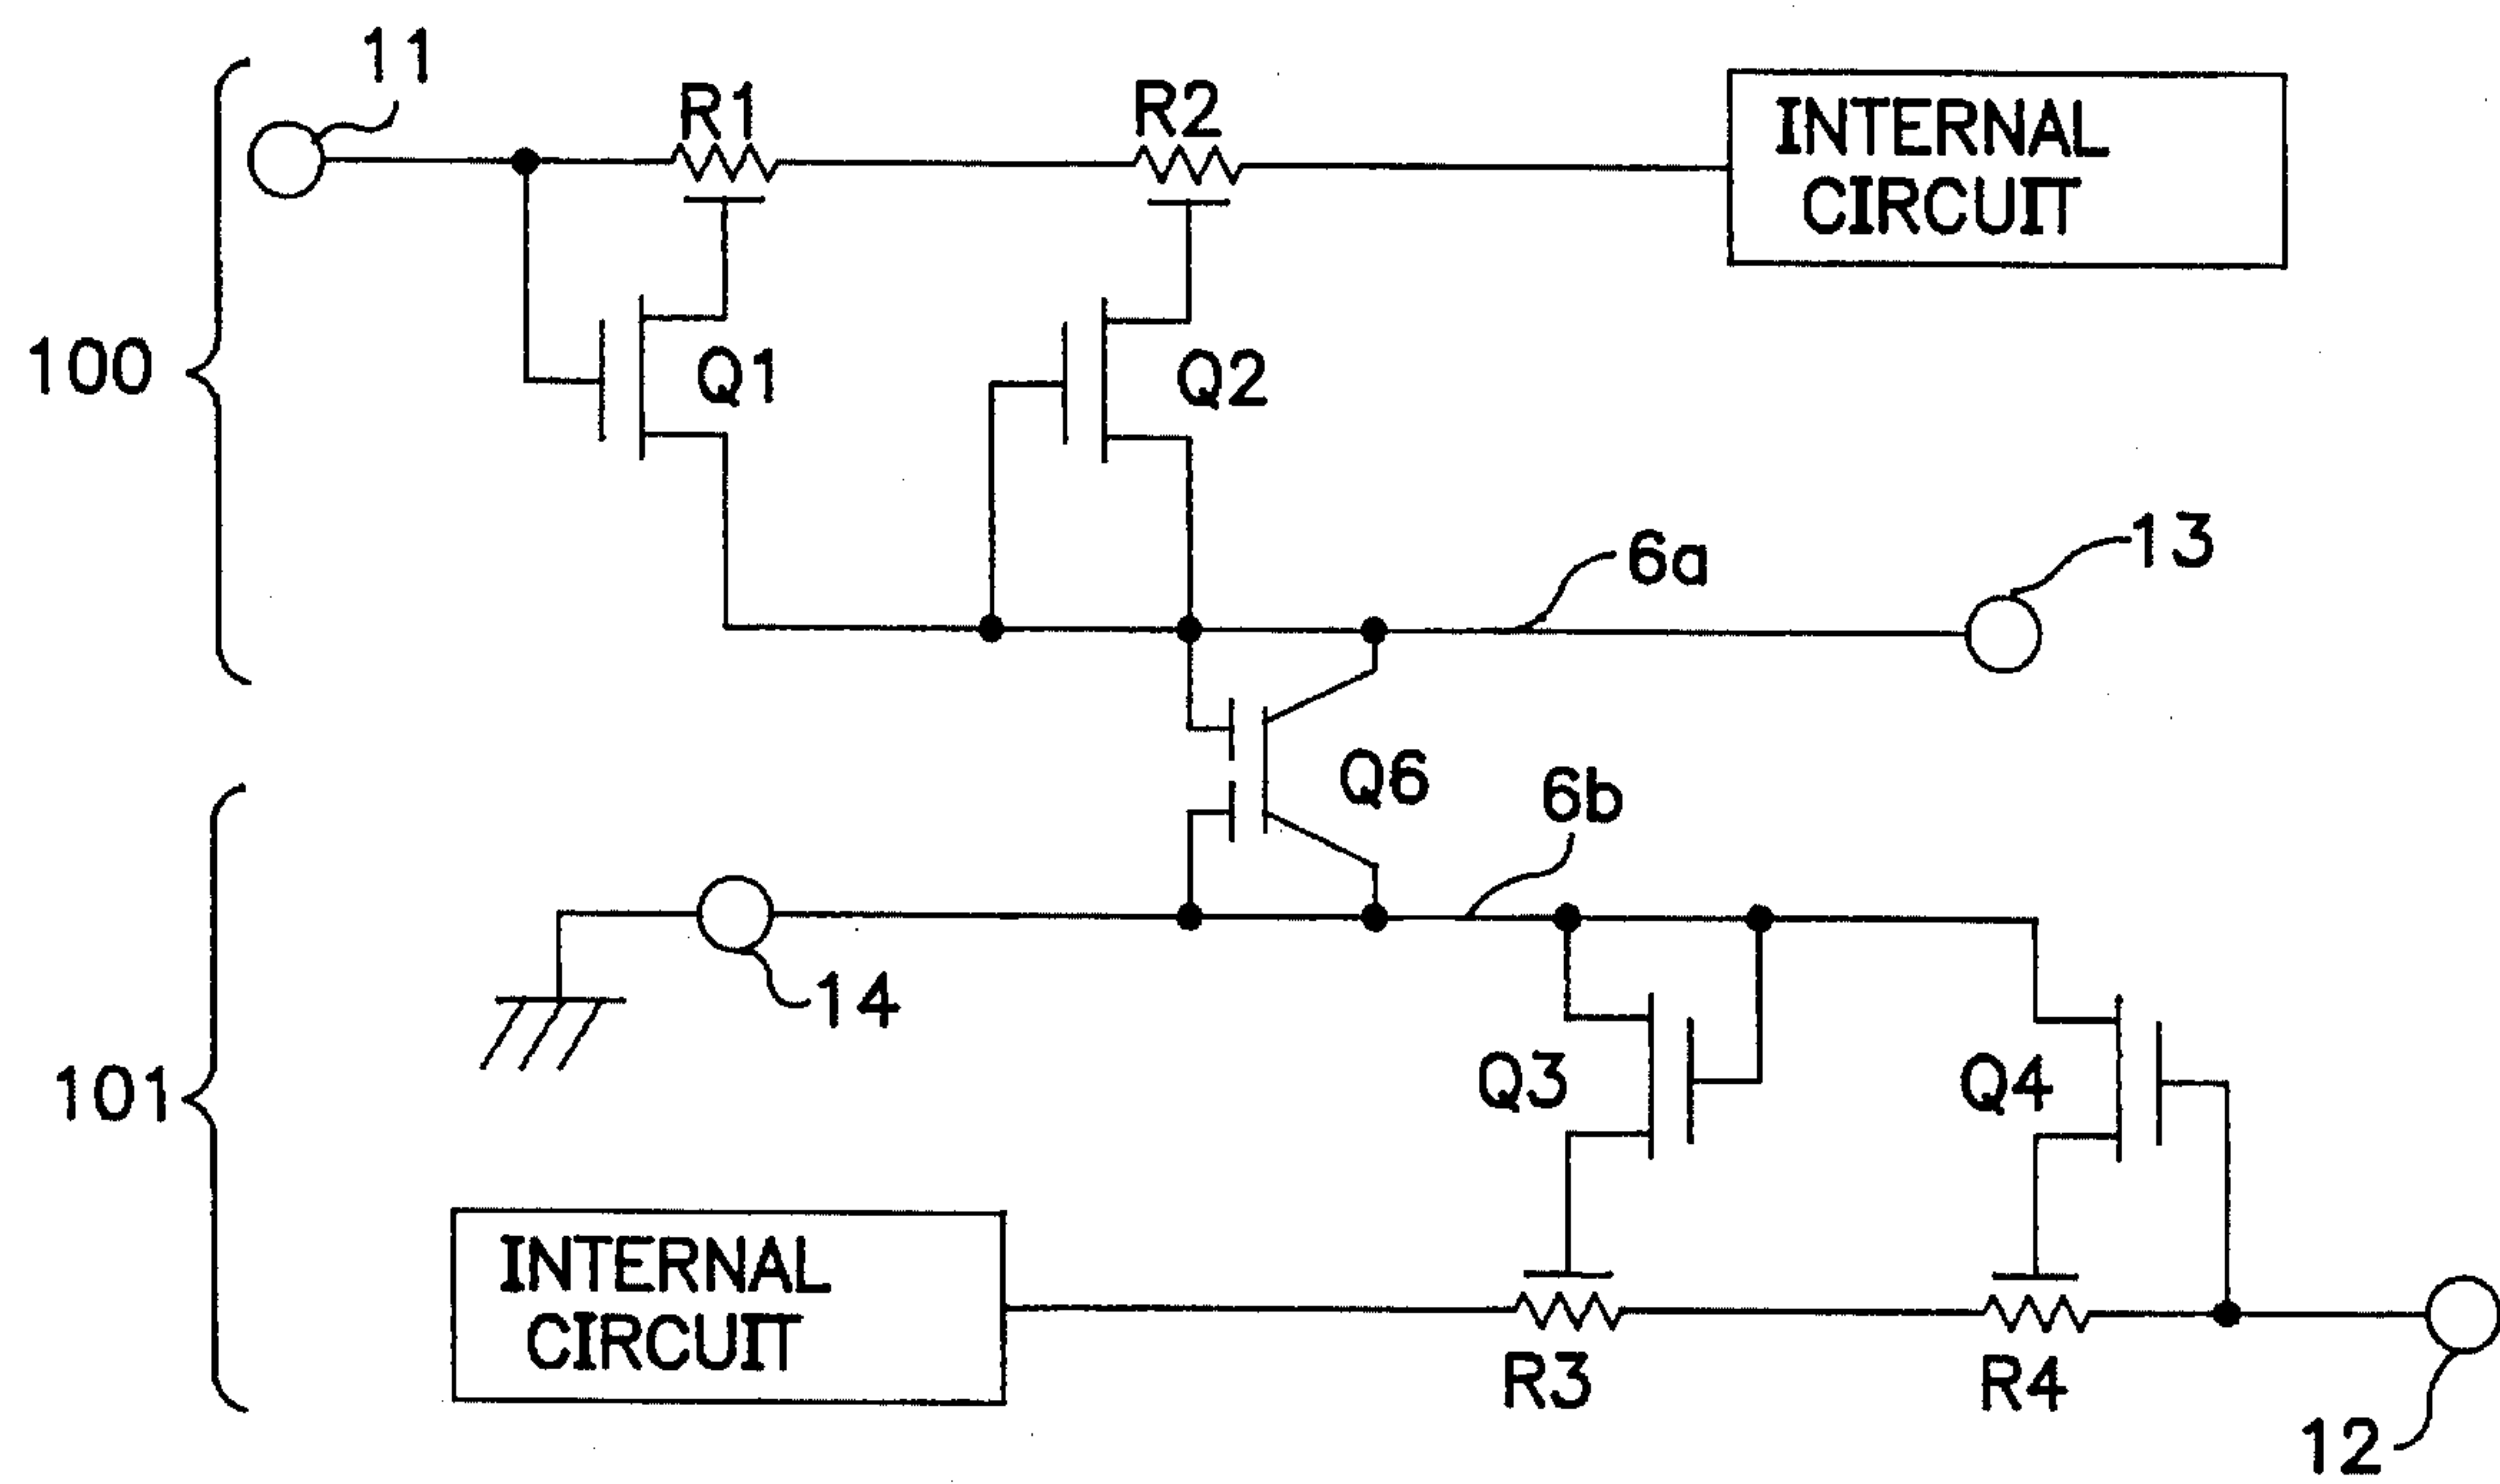 11
R1
R2
INTERNAL
CIRCUIT
100
Q1
Q2
6a
13
Q6
6b
14
101
Q3
Q4
INTERNAL
CIRCUIT
R3
R4
12